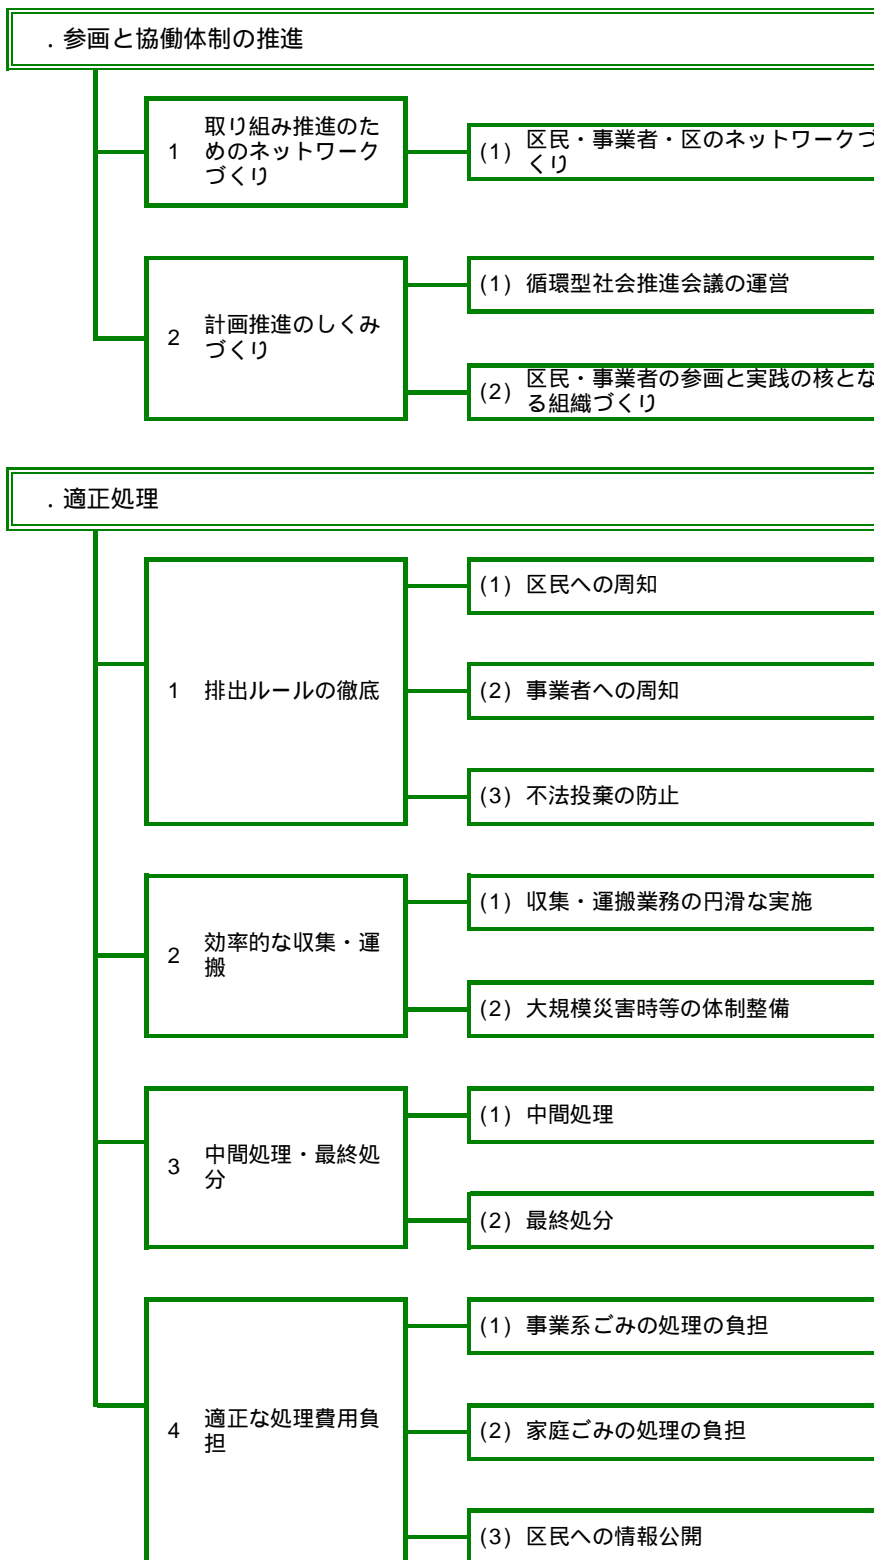 . 参画と協働体制の推進
1 取り組み推進のた
めのネットワーク
づくり
(1) 区民・事業者・区のネットワークづ
くり
2 計画推進のしくみ
づくり
(1) 循環型社会推進会議の運営
(2) 区民・事業者の参画と実践の核とな
る組織づくり
. 適正処理
1 排出ルールの徹底
(1) 区民への周知
(2) 事業者への周知
(3) 不法投棄の防止
2 効率的な収集・運
搬
(1) 収集・運搬業務の円滑な実施
(2) 大規模災害時等の体制整備
3 中間処理・最終処
分
(1) 中間処理
(2) 最終処分
4 適正な処理費用負
担
(1) 事業系ごみの処理の負担
(2) 家庭ごみの処理の負担
(3) 区民への情報公開